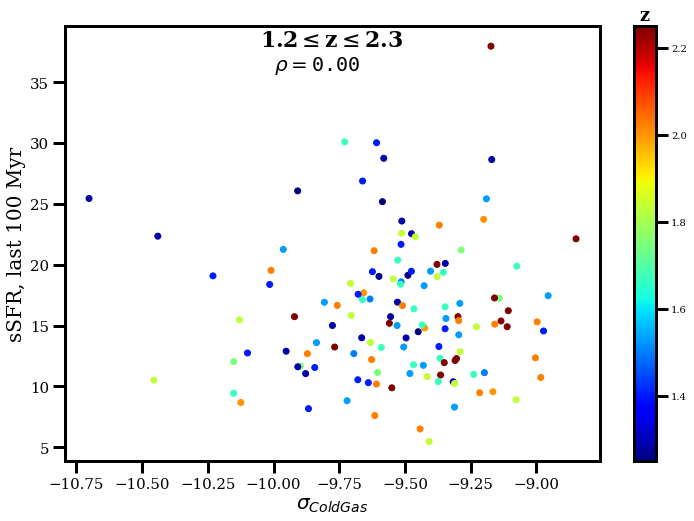 z
1.2 ≤ z ≤ 2.3
ρ = 0.00
sSFR, last 100 Myr
35
30
25
20
15
10
5
−10.75 −10.50 −10.25 −10.00 −9.75 −9.50 −9.25 −9.00
σ_ColdGas
2.2
2.0
1.8
1.6
1.4